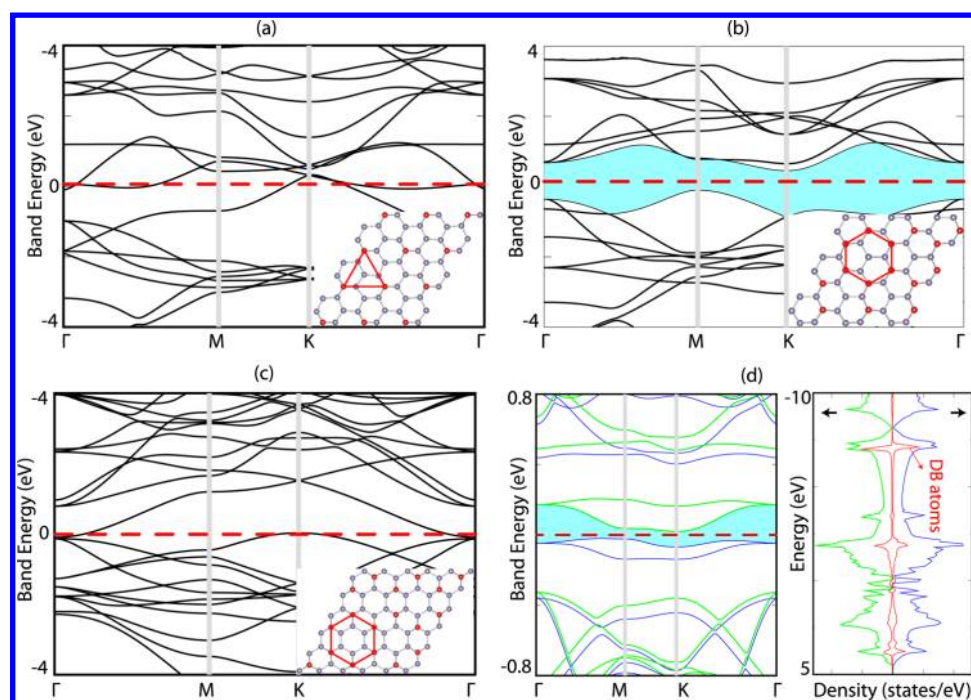 (a)
-4
0
-4
Band Energy (eV)
Γ
M
K
Γ
(b)
4
0
-4
Band Energy (eV)
Γ
M
K
Γ
(c)
-4
0
-4
Band Energy (eV)
Γ
M
K
Γ
(d)
0.8
-0.8
Band Energy (eV)
Γ
M
K
Γ
-10
5
Energy (eV)
DB atoms
Density (states/eV)